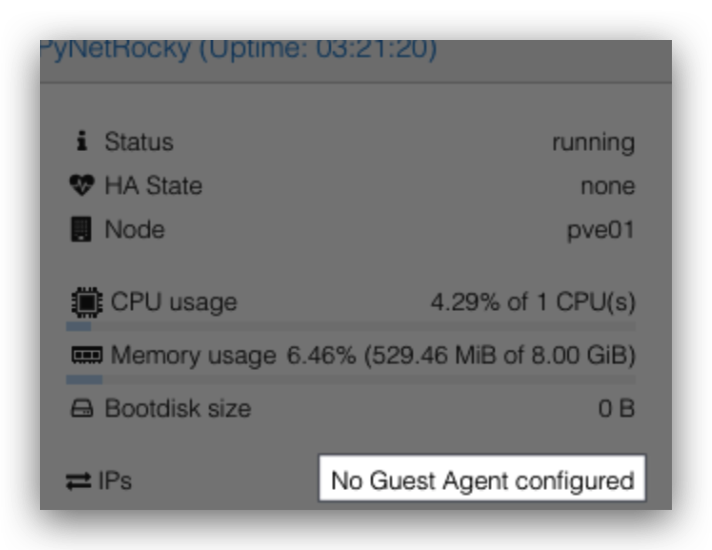 PyNetRocky (Uptime: 03:21:20)
Status running
HA State none
Node pve01
CPU usage 4.29% of 1 CPU(s)
Memory usage 6.46% (529.46 MiB of 8.00 GiB)
Bootdisk size 0 B
IPs No Guest Agent configured